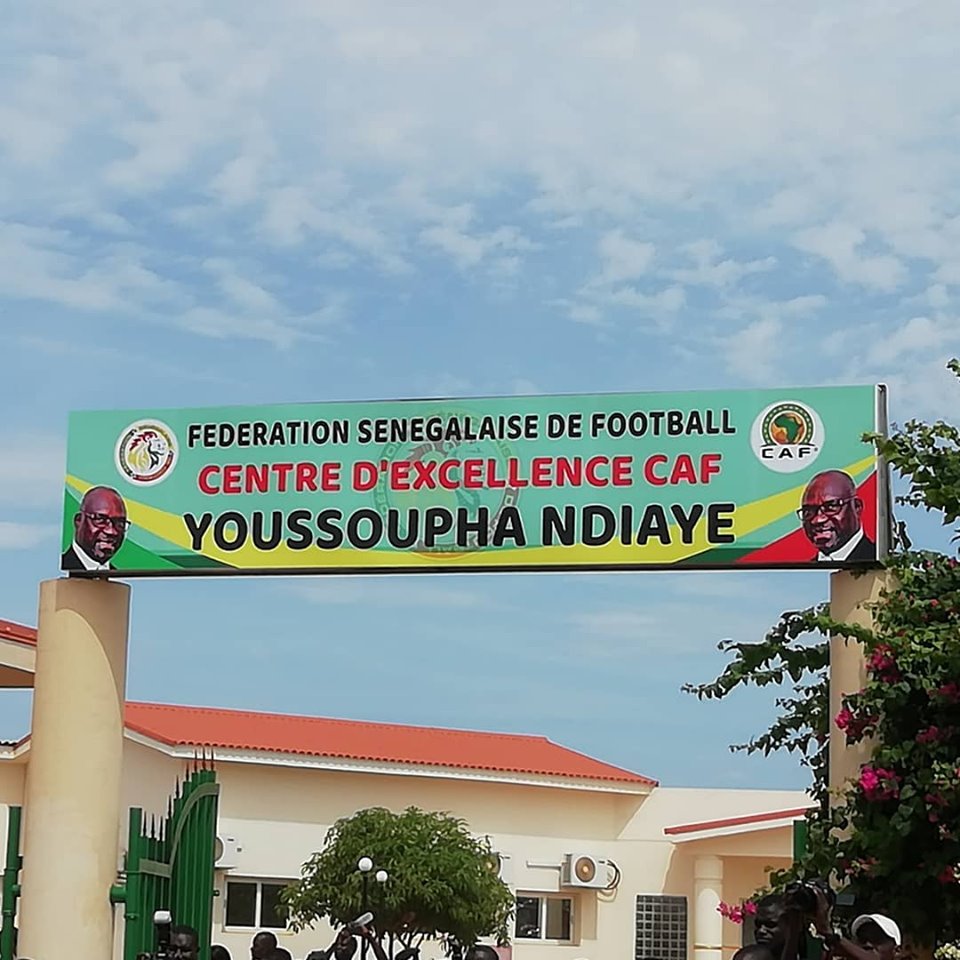 FEDERATION SENEGALAISE DE FOOTBALL
CAF
CENTRE D'EXCELLENCE CAF
YOUSSOUPHA NDIAYE